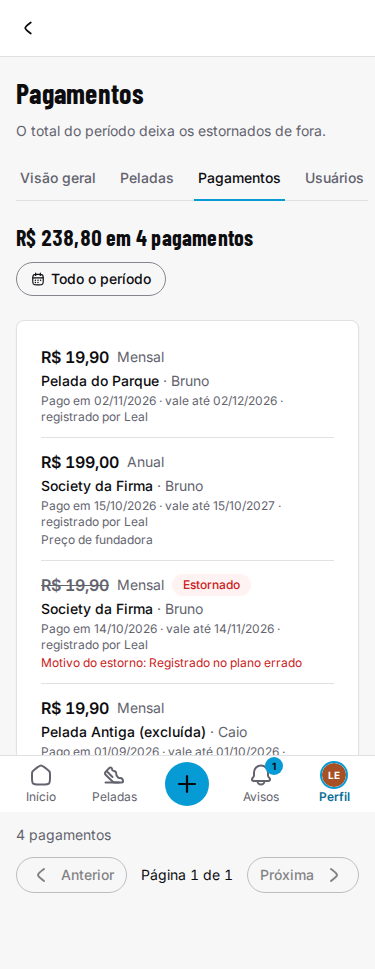 Pagamentos
O total do período deixa os estornados de fora.
Visão geral Peladas Pagamentos Usuários
R$ 238,80 em 4 pagamentos
Todo o período
R$ 19,90 Mensal
Pelada do Parque · Bruno
Pago em 02/11/2026 · vale até 02/12/2026 ·
registrado por Leal
R$ 199,00 Anual
Society da Firma · Bruno
Pago em 15/10/2026 · vale até 15/10/2027 ·
registrado por Leal
Preço de fundadora
R$ 19,90 Mensal Estornado
Society da Firma · Bruno
Pago em 14/10/2026 · vale até 14/11/2026 ·
registrado por Leal
Motivo do estorno: Registrado no plano errado
R$ 19,90 Mensal
Pelada Antiga (excluída) · Caio
Pago em 01/09/2026 · vale até 01/10/2026 ·
1
LE
Início Peladas Avisos Perfil
4 pagamentos
Anterior Página 1 de 1 Próxima